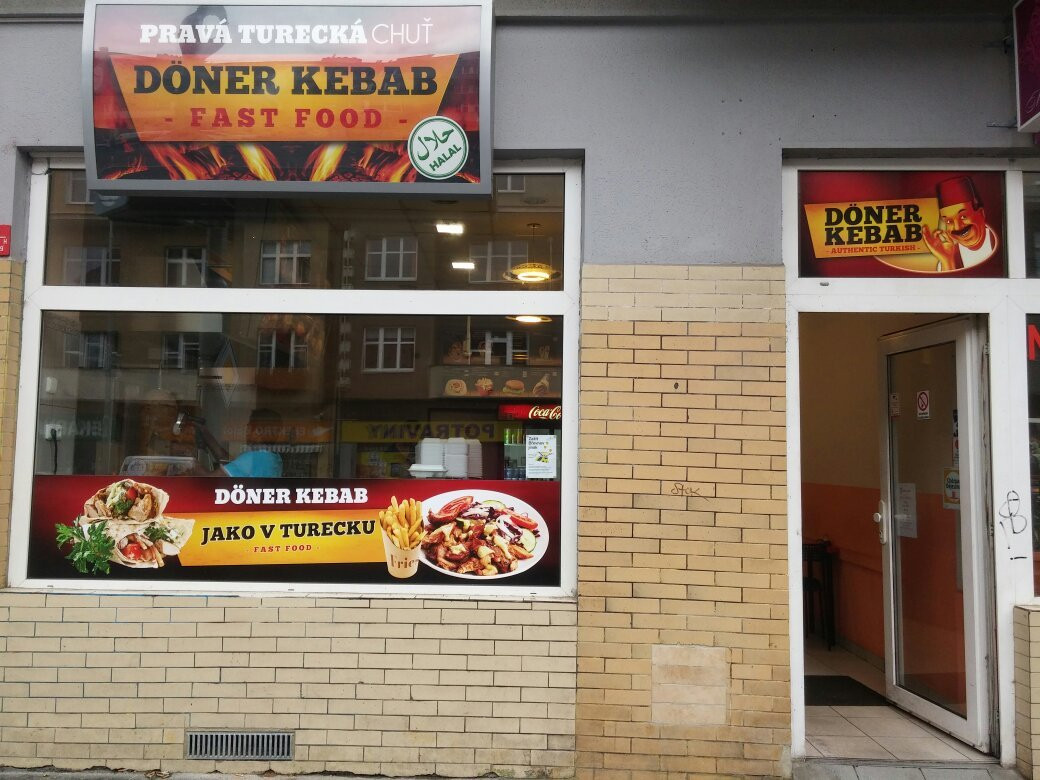 PRAVÁ TURECKÁ CHUŤ
DÖNER KEBAB
- FAST FOOD -
حلال
HALAL
DÖNER
KEBAB
- AUTHENTIC TURKISH -
Coca-Co
POTRAVINY
DÖNER KEBAB
JAKO V TURECKU
FAST FOOD
Fries